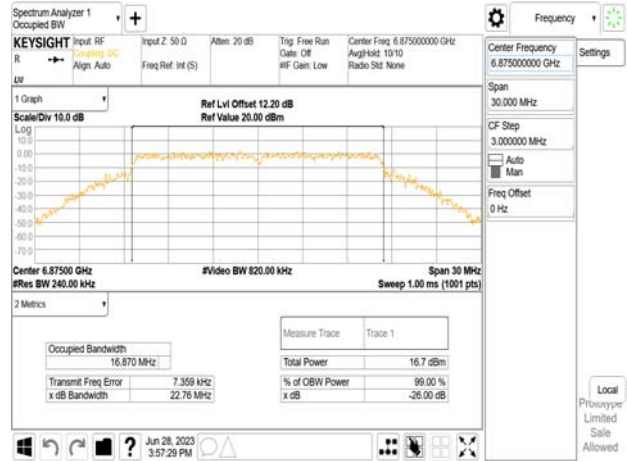 Spectrum Analyzer 1
Occupied BW
Frequency
KEYSIGHT Input: RF Input Z: 50 Ω Atten: 20 dB Trig: Free Run Center Freq: 6.875000000 GHz
R Coupling: DC Gate: Off Avg|Hold: 10/10
Align: Auto Freq Ref: Int (S) #IF Gain: Low Radio Std: None
LXI
Center Frequency
6.875000000 GHz
Settings
Span
30.000 MHz
CF Step
3.000000 MHz
Auto
Man
Freq Offset
0 Hz
1 Graph
Ref Lvl Offset 12.20 dB
Scale/Div 10.0 dB Ref Value 20.00 dBm
Log
10.0
0.00
-10.0
-20.0
-30.0
-40.0
-50.0
-60.0
-70.0
Center 6.87500 GHz #Video BW 820.00 kHz Span 30 MHz
#Res BW 240.00 kHz Sweep 1.00 ms (1001 pts)
2 Metrics
Measure Trace Trace 1
Occupied Bandwidth
16.870 MHz Total Power 16.7 dBm
Transmit Freq Error 7.359 kHz % of OBW Power 99.00 %
x dB Bandwidth 22.76 MHz x dB -26.00 dB
Local
Prototype
Limited
Sale
Allowed
Jun 28, 2023
3:57:29 PM